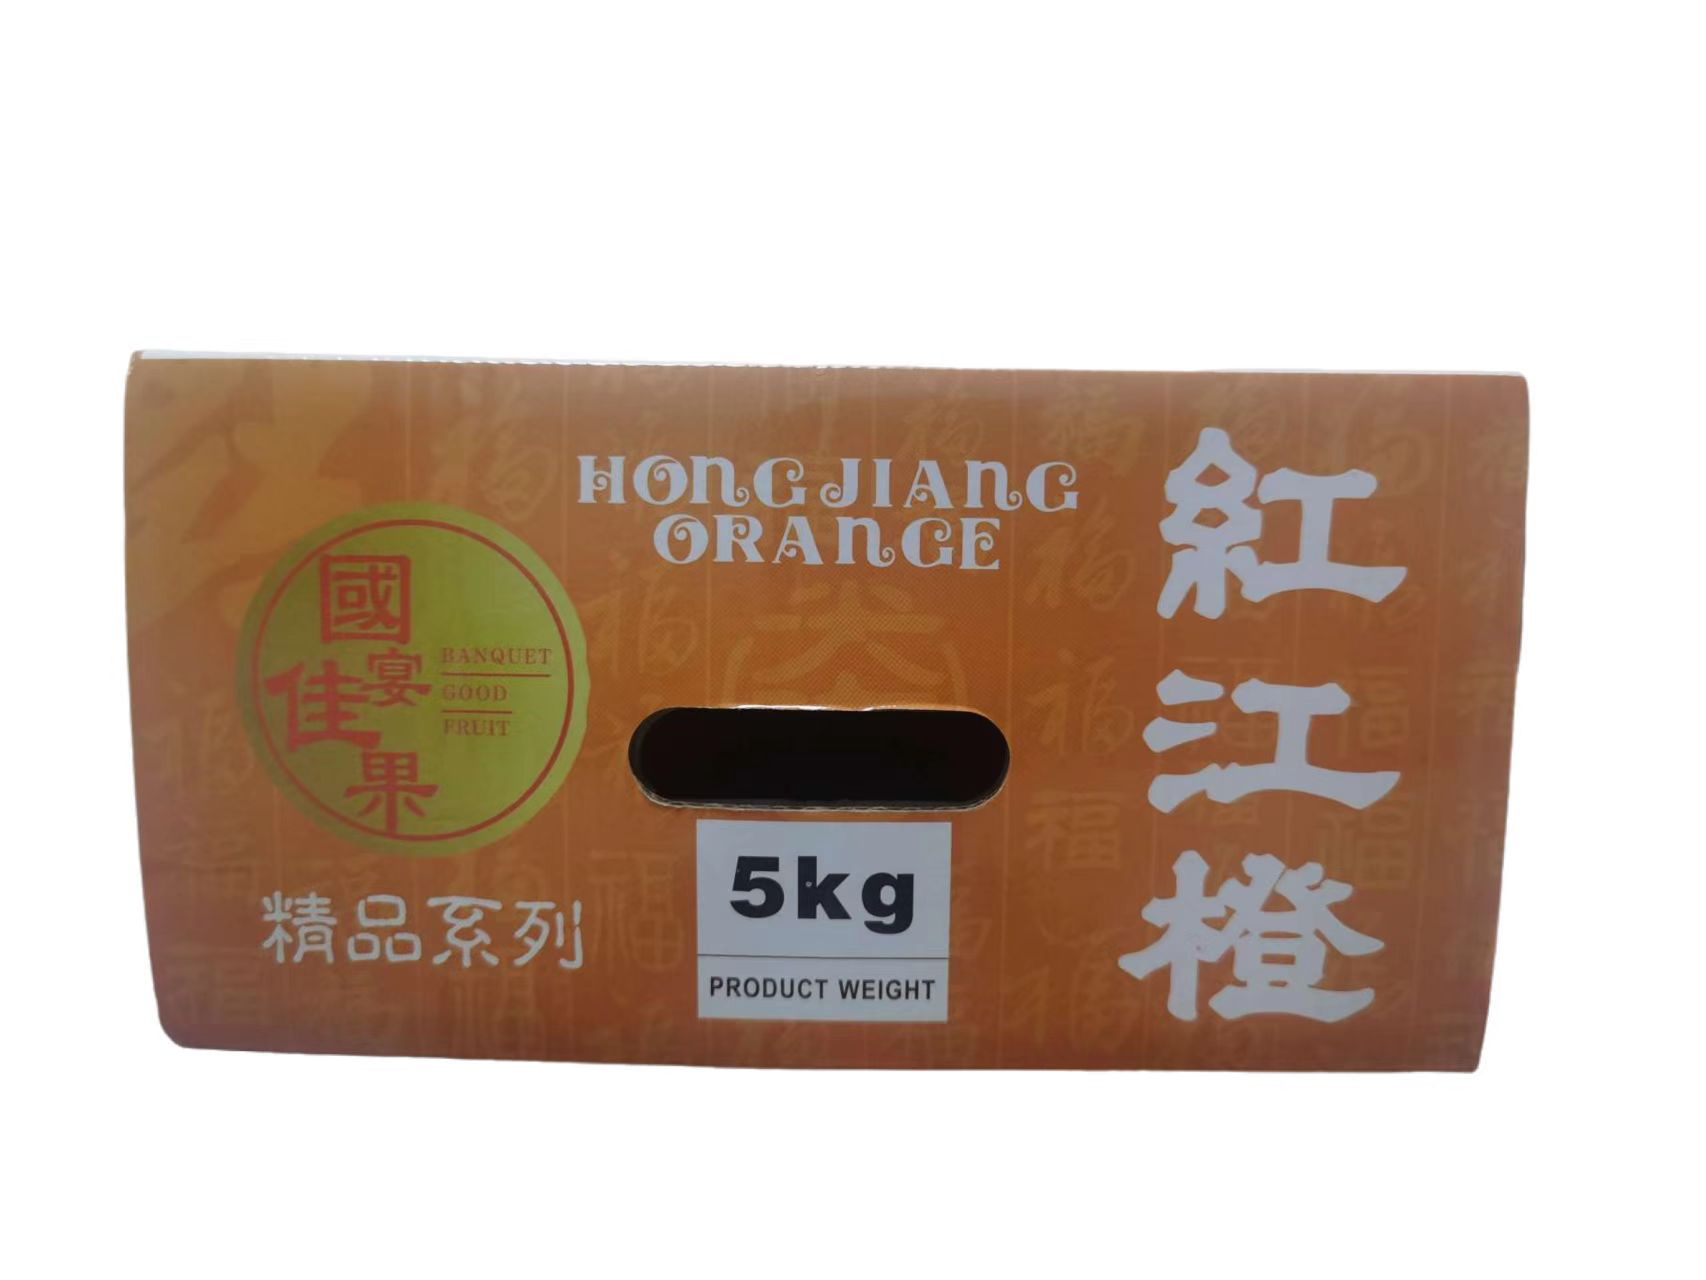 HONGJIANG
ORANGE
紅江橙
國宴佳果
BANQUET
GOOD
FRUIT
精品系列
5kg
PRODUCT WEIGHT